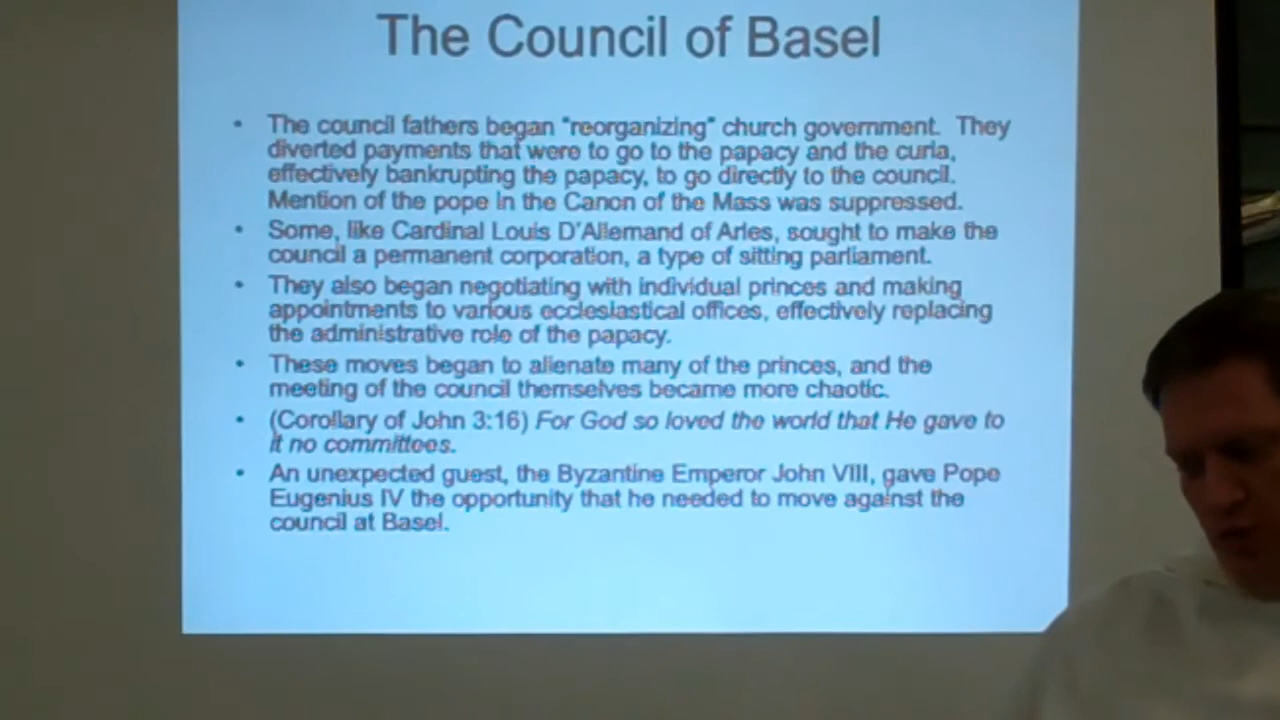 The Council of Basel
• The council fathers began "reorganizing" church government. They
diverted payments that were to go to the papacy and the curia,
effectively bankrupting the papacy, to go directly to the council.
Mention of the pope in the Canon of the Mass was suppressed.
• Some, like Cardinal Louis D'Allemand of Arles, sought to make the
council a permanent corporation, a type of sitting parliament.
• They also began negotiating with individual princes and making
appointments to various ecclesiastical offices, effectively replacing
the administrative role of the papacy.
• These moves began to alienate many of the princes, and the
meeting of the council themselves became more chaotic.
• (Corollary of John 3:16) For God so loved the world that He gave to
it no committees.
• An unexpected guest, the Byzantine Emperor John VIII, gave Pope
Eugenius IV the opportunity that he needed to move against the
council at Basel.